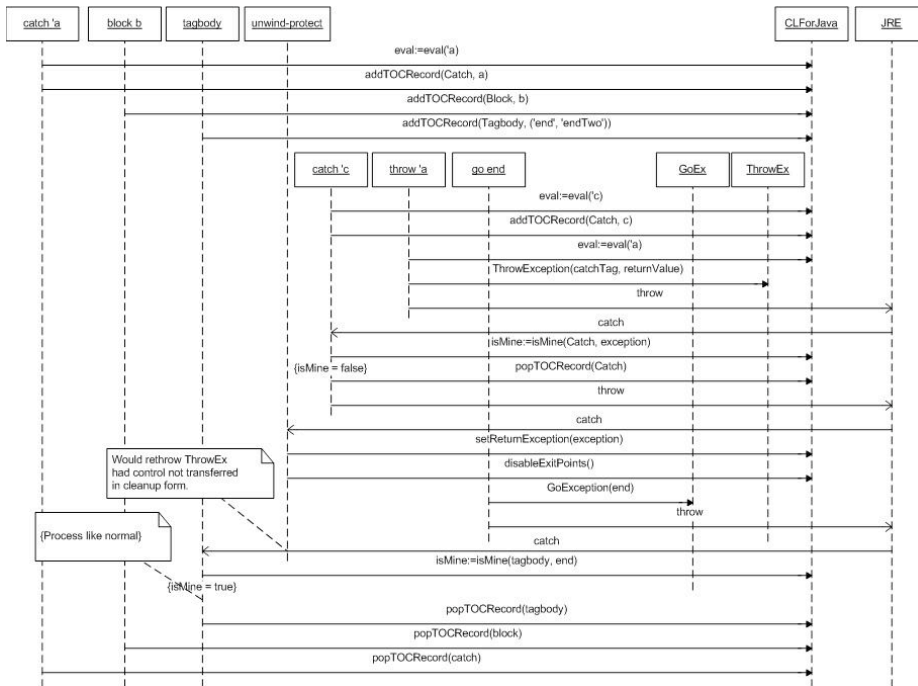 catch 'a
block b
tagbody
unwind-protect
CLForJava
JRE
eval:=eval('a)
addTOCRecord(Catch, a)
addTOCRecord(Block, b)
addTOCRecord(Tagbody, ('end', 'endTwo'))
catch 'c
throw 'a
go end
GoEx
ThrowEx
eval:=eval('c)
addTOCRecord(Catch, c)
eval:=eval('a)
ThrowException(catchTag, returnValue)
throw
catch
isMine:=isMine(Catch, exception)
{isMine = false}
popTOCRecord(Catch)
throw
catch
setReturnException(exception)
Would rethrow ThrowEx
had control not transferred
in cleanup form.
disableExitPoints()
GoException(end)
throw
{Process like normal}
catch
isMine:=isMine(tagbody, end)
{isMine = true}
popTOCRecord(tagbody)
popTOCRecord(block)
popTOCRecord(catch)